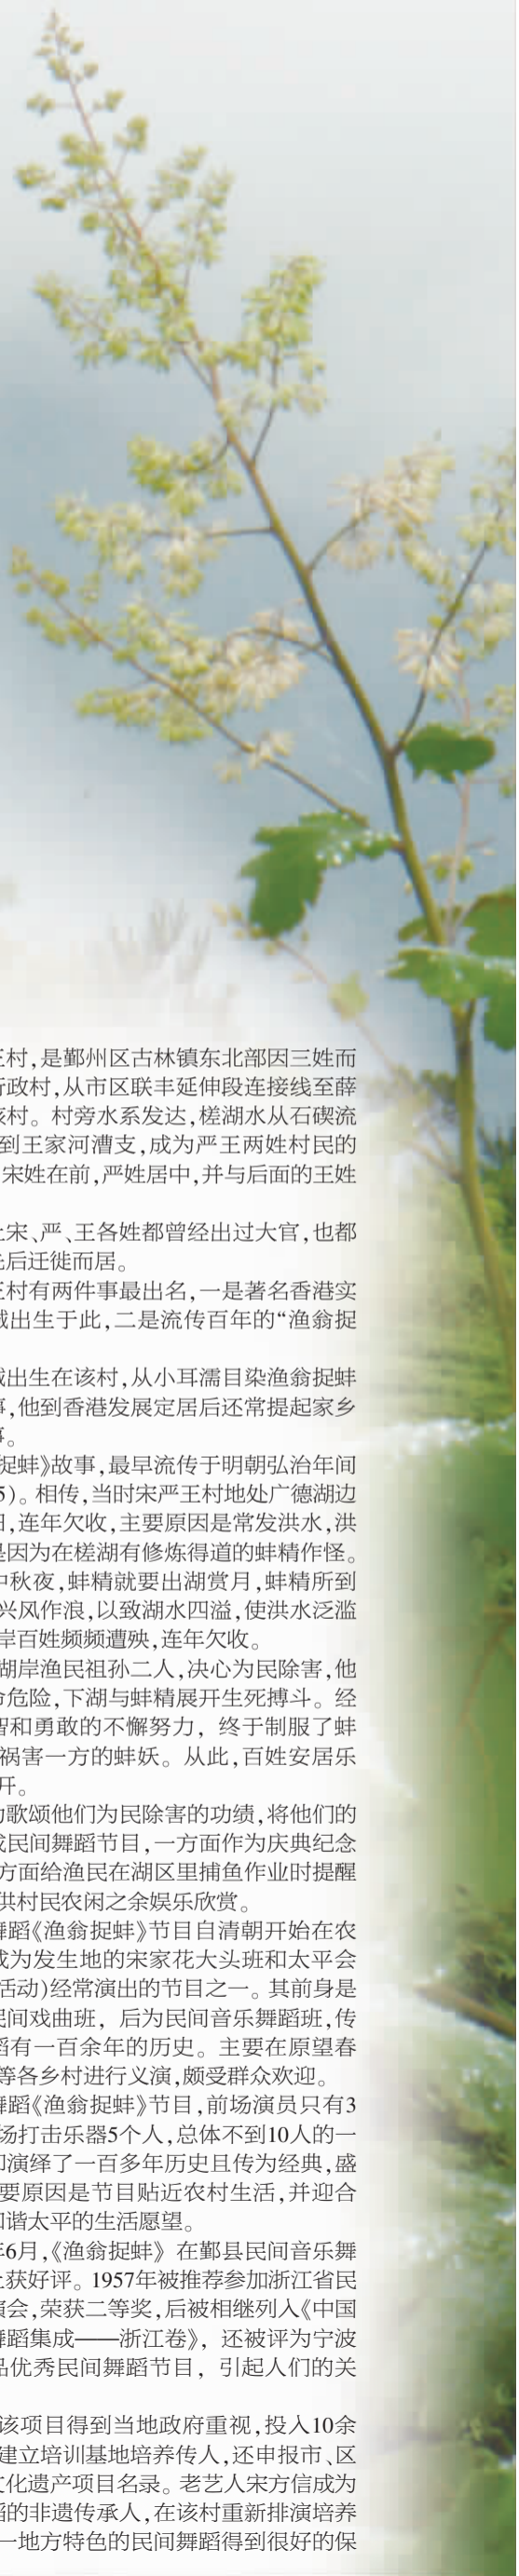 王村,是鄞州区古林镇东北部因三姓而
行政村,从市区联丰延伸段连接线至薛
该村。村旁水系发达,槎湖水从石碶流
到王家河漕支,成为严王两姓村民的
宋姓在前,严姓居中,并与后面的王姓
上宋、严、王各姓都曾经出过大官,也都
先后迁徙而居。
王村有两件事最出名,一是著名香港实
诚出生于此,二是流传百年的“渔翁捉
诚出生在该村,从小耳濡目染渔翁捉蚌
事,他到香港发展定居后还常提起家乡
事。
捉蚌》故事,最早流传于明朝弘治年间
5)。相传,当时宋严王村地处广德湖边
田,连年欠收,主要原因是常发洪水,洪
是因为在槎湖有修炼得道的蚌精作怪。
中秋夜,蚌精就要出湖赏月,蚌精所到
兴风作浪,以致湖水四溢,使洪水泛滥
岸百姓频频遭殃,连年欠收。
湖岸渔民祖孙二人,决心为民除害,他
命危险,下湖与蚌精展开生死搏斗。经
智和勇敢的不懈努力,终于制服了蚌
祸害一方的蚌妖。从此,百姓安居乐
开。
为歌颂他们为民除害的功绩,将他们的
成民间舞蹈节目,一方面作为庆典纪念
方面给渔民在湖区里捕鱼作业时提醒
供村民农闲之余娱乐欣赏。
舞蹈《渔翁捉蚌》节目自清朝开始在农
成为发生地的宋家花大头班和太平会
活动)经常演出的节目之一。其前身是
民间戏曲班,后为民间音乐舞蹈班,传
蹈有一百余年的历史。主要在原望春
等各乡村进行义演,颇受群众欢迎。
舞蹈《渔翁捉蚌》节目,前场演员只有3
场打击乐器5个人,总体不到10人的一
却演绎了一百多年历史且传为经典,盛
要原因是节目贴近农村生活,并迎合
和谐太平的生活愿望。
年6月,《渔翁捉蚌》在鄞县民间音乐舞
上获好评。1957年被推荐参加浙江省民
演会,荣获二等奖,后被相继列入《中国
舞蹈集成——浙江卷》,还被评为宁波
品优秀民间舞蹈节目,引起人们的关
该项目得到当地政府重视,投入10余
建立培训基地培养传人,还申报市、区
文化遗产项目名录。老艺人宋方信成为
蹈的非遗传承人,在该村重新排演培养
一地方特色的民间舞蹈得到很好的保